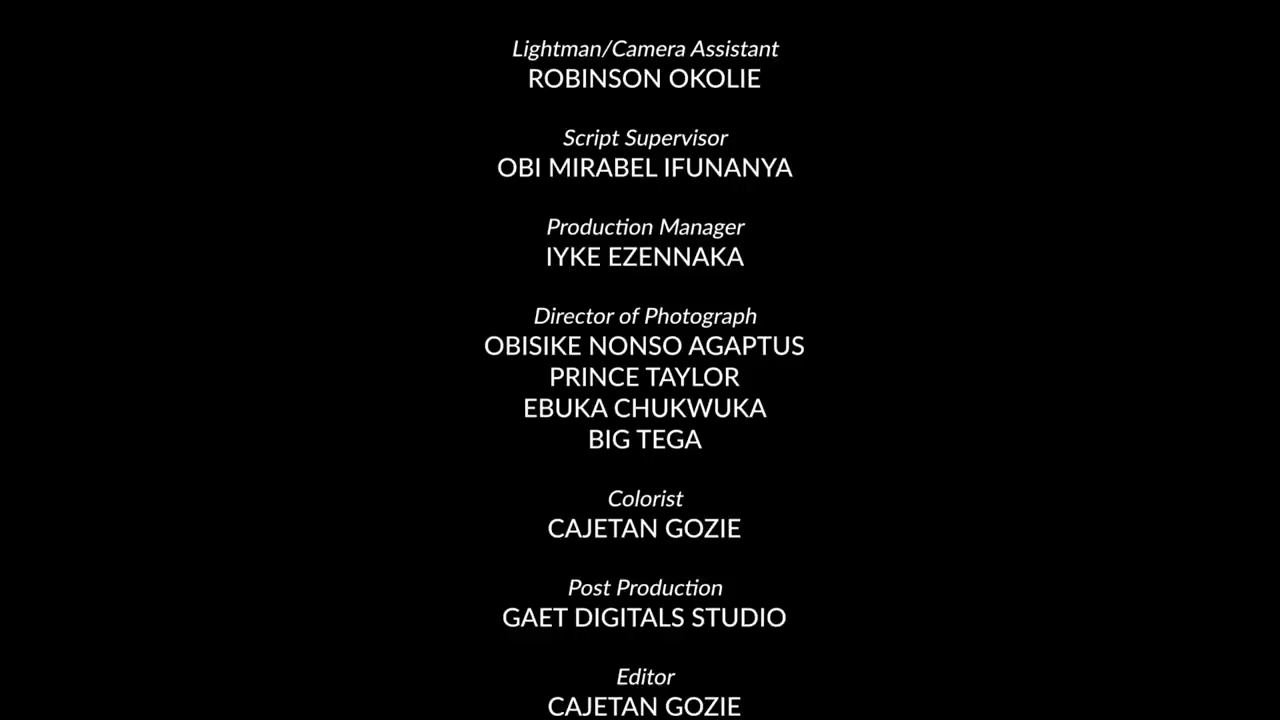 Lightman/Camera Assistant
ROBINSON OKOLIE
Script Supervisor
OBI MIRABEL IFUNANYA
Production Manager
IYKE EZENNAKA
Director of Photograph
OBISIKE NONSO AGAPTUS
PRINCE TAYLOR
EBUKA CHUKWUKA
BIG TEGA
Colorist
CAJETAN GOZIE
Post Production
GAET DIGITALS STUDIO
Editor
CAJETAN GOZIE